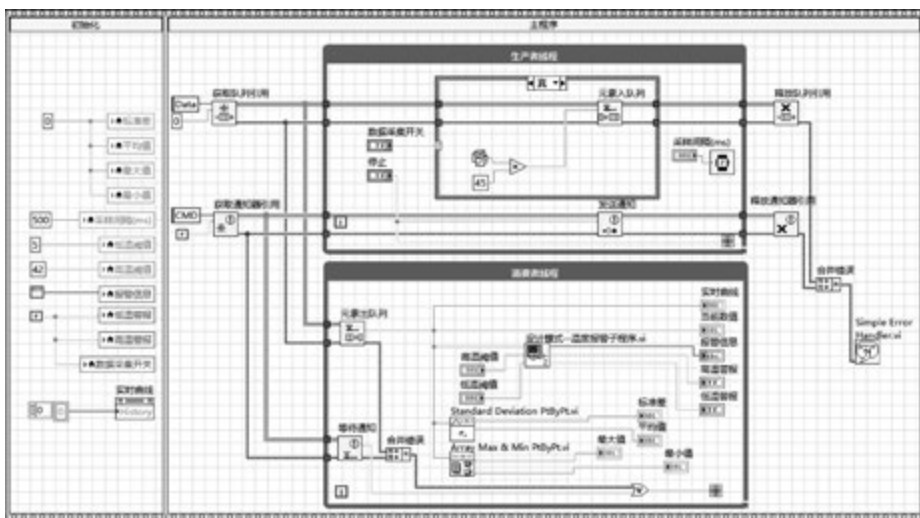 初始化
主程序
生产者线程
真
获取队列引用
元素入队列
释放队列引用
Data
0
0
标准差
平均值
最大值
最小值
数据采集开关
停止
采样间隔(ms)
45
500
采样间隔(ms)
CMD
获取通知器引用
发送通知
释放通知器引用
F
i
5
低温阈值
42
高温阈值
报警信息
F
低温警报
高温警报
数据采集开关
实时曲线
History
0
消费者线程
合并错误
Simple Error
Handler.vi
元素出队列
实时曲线
当前数值
报警信息
高温警报
低温警报
高温阈值
低温阈值
Standard Deviation PtByPt.vi
标准差
平均值
Array Max & Min PtByPt.vi
最大值
最小值
等待通知
合并错误
i